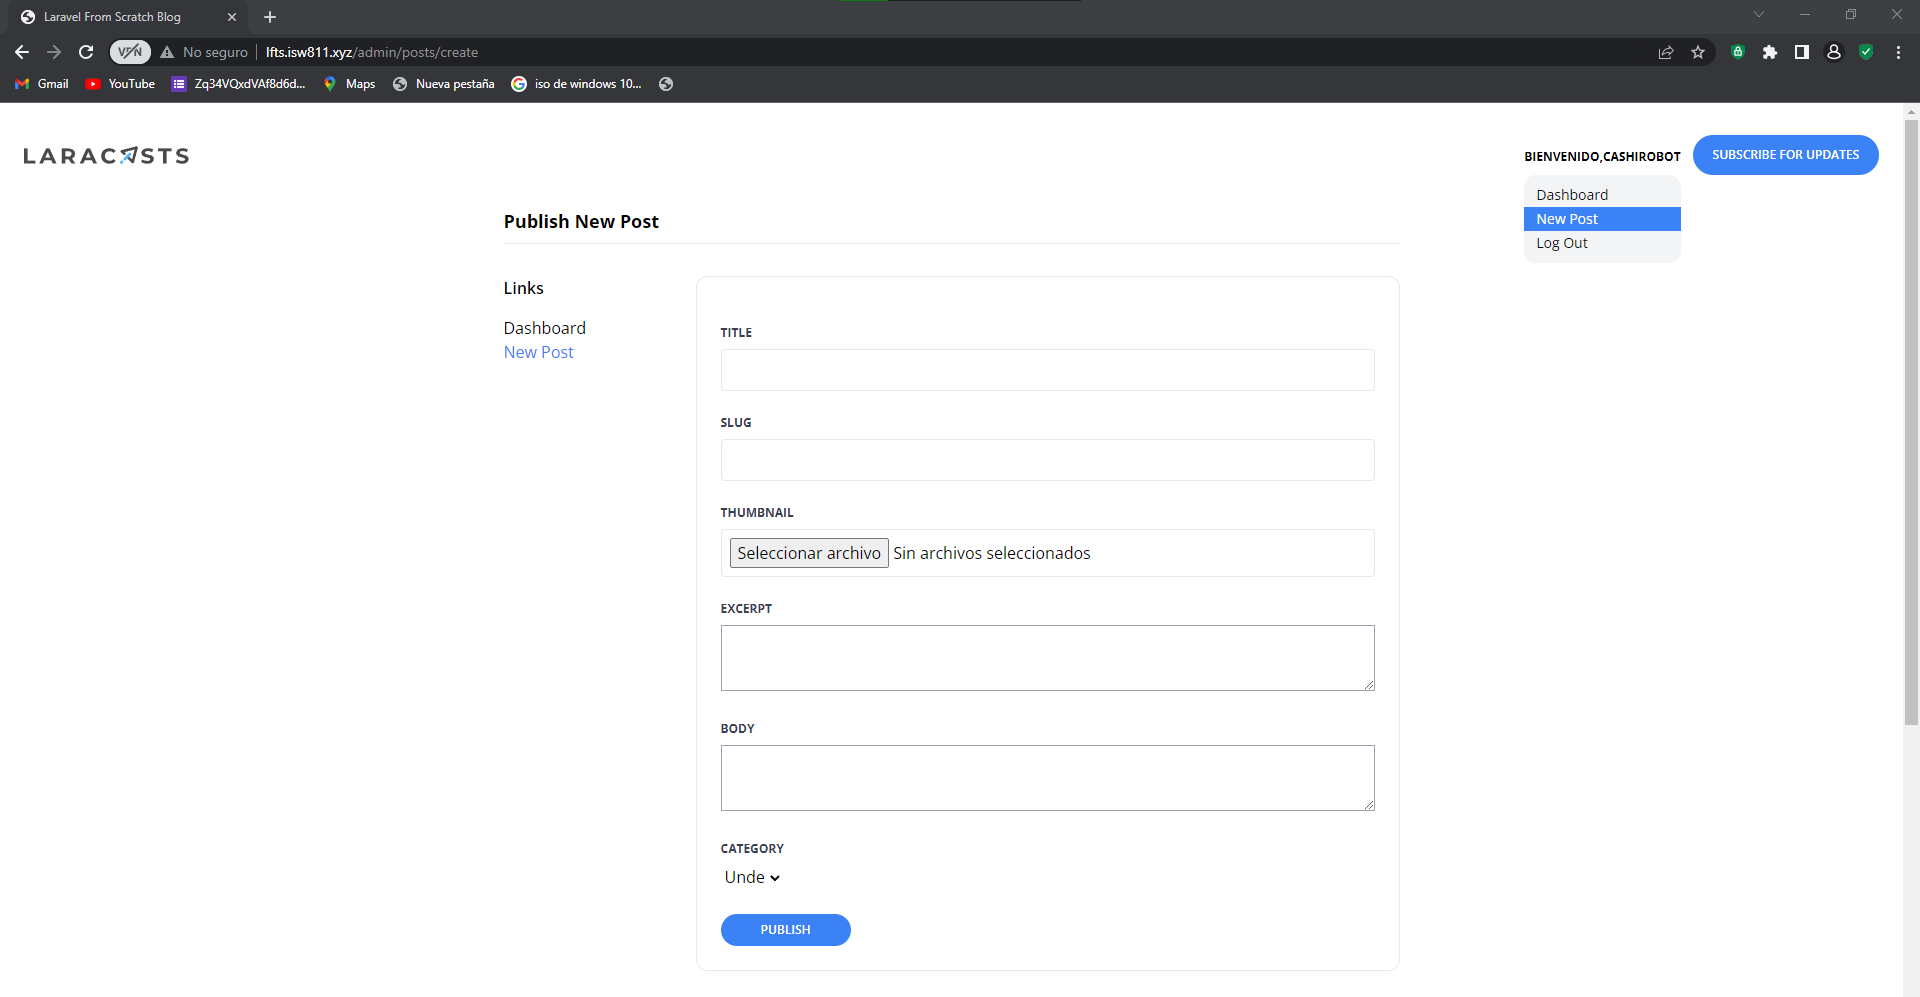 Laravel From Scratch Blog
VPN
No seguro
lfts.isw811.xyz/admin/posts/create
Gmail
YouTube
Zq34VQxdVAf8d6d...
Maps
Nueva pestaña
iso de windows 10...
LARACASTS
BIENVENIDO,CASHIROBOT
SUBSCRIBE FOR UPDATES
Dashboard
New Post
Log Out
Publish New Post
Links
Dashboard
New Post
TITLE
SLUG
THUMBNAIL
Seleccionar archivo Sin archivos seleccionados
EXCERPT
BODY
CATEGORY
Unde
PUBLISH